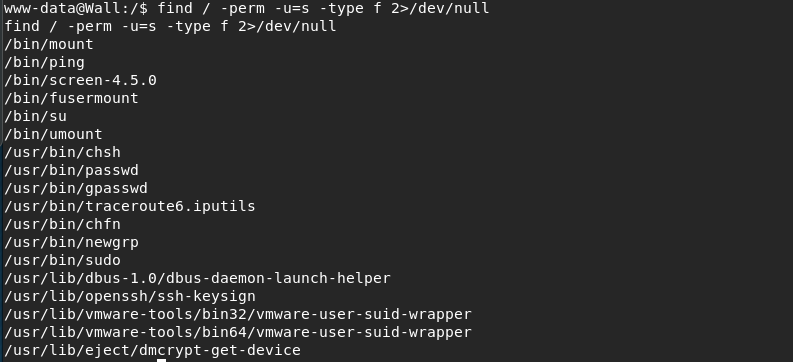 www-data@Wall:/$ find / -perm -u=s -type f 2>/dev/null
find / -perm -u=s -type f 2>/dev/null
/bin/mount
/bin/ping
/bin/screen-4.5.0
/bin/fusermount
/bin/su
/bin/umount
/usr/bin/chsh
/usr/bin/passwd
/usr/bin/gpasswd
/usr/bin/traceroute6.iputils
/usr/bin/chfn
/usr/bin/newgrp
/usr/bin/sudo
/usr/lib/dbus-1.0/dbus-daemon-launch-helper
/usr/lib/openssh/ssh-keysign
/usr/lib/vmware-tools/bin32/vmware-user-suid-wrapper
/usr/lib/vmware-tools/bin64/vmware-user-suid-wrapper
/usr/lib/eject/dmcrypt-get-device